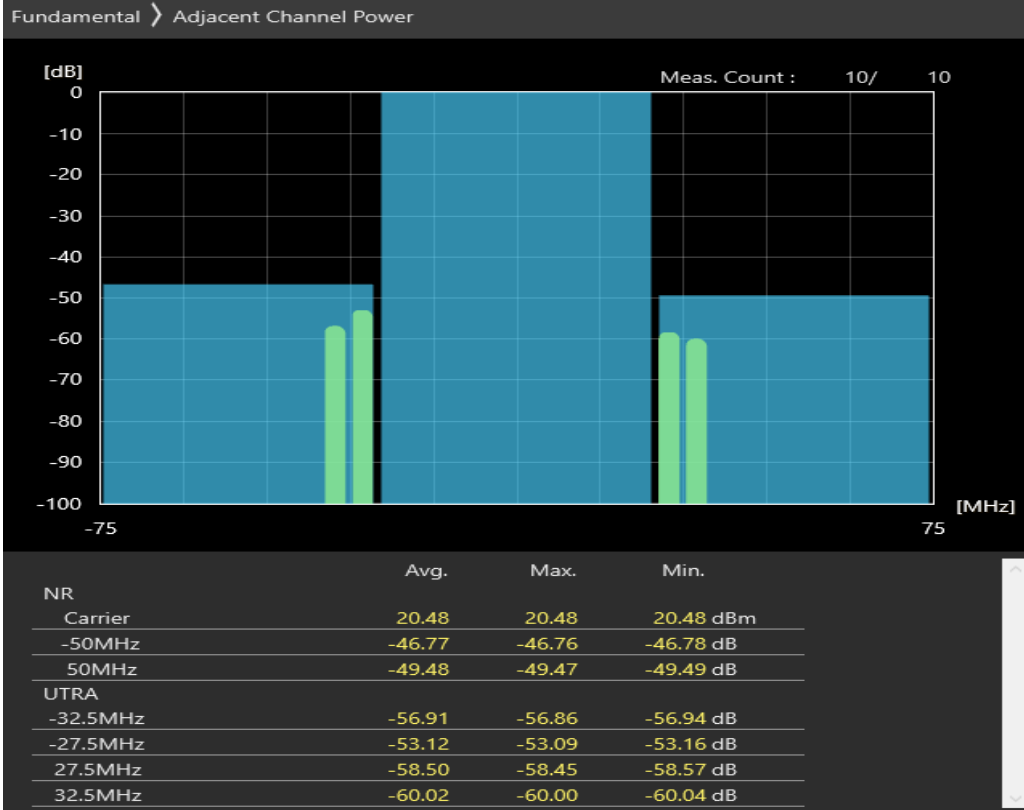 Fundamental 〉 Adjacent Channel Power
[dB]
Meas. Count : 10/ 10
0
-10
-20
-30
-40
-50
-60
-70
-80
-90
-100
[MHz]
-75 75
Avg. Max. Min.
NR
Carrier 20.48 20.48 20.48 dBm
-50MHz -46.77 -46.76 -46.78 dB
50MHz -49.48 -49.47 -49.49 dB
UTRA
-32.5MHz -56.91 -56.86 -56.94 dB
-27.5MHz -53.12 -53.09 -53.16 dB
27.5MHz -58.50 -58.45 -58.57 dB
32.5MHz -60.02 -60.00 -60.04 dB